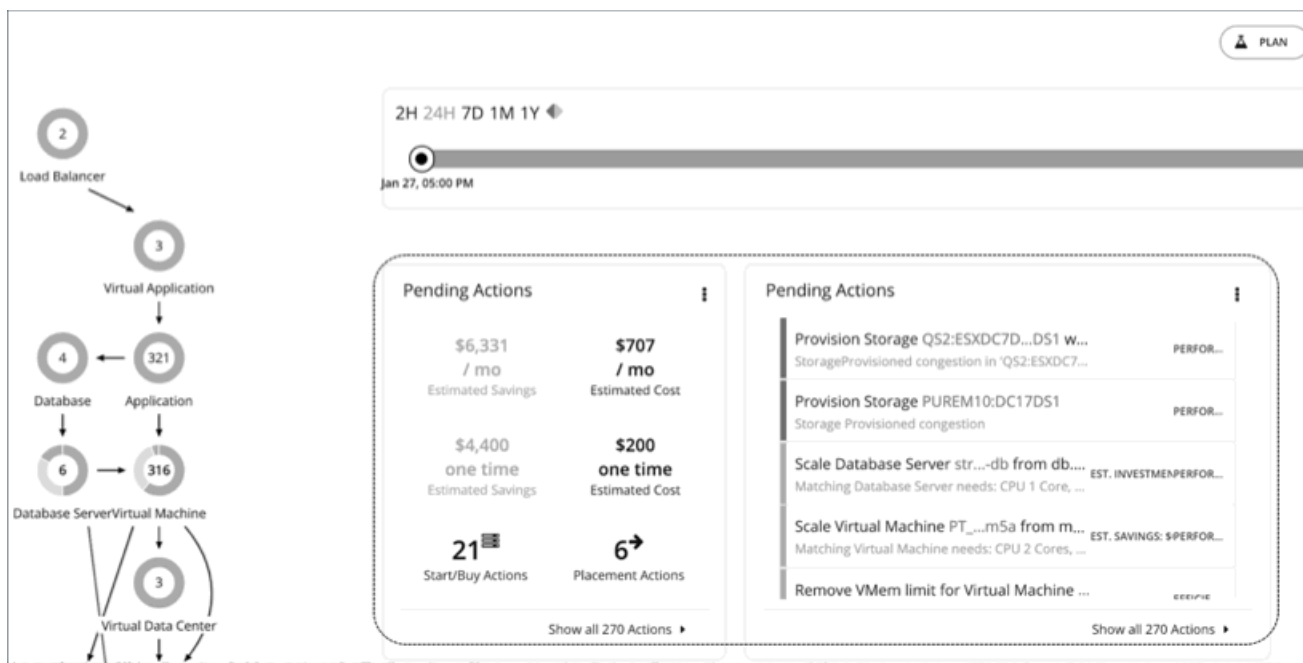 PLAN
2H 24H 7D 1M 1Y
Jan 27, 05:00 PM
2
Load Balancer
3
Virtual Application
4
321
Database
Application
6
316
Database Server
Virtual Machine
3
Virtual Data Center
Pending Actions
$6,331
/ mo
Estimated Savings
$707
/ mo
Estimated Cost
$4,400
one time
Estimated Savings
$200
one time
Estimated Cost
21
Start/Buy Actions
6
Placement Actions
Show all 270 Actions
Pending Actions
Provision Storage QS2:ESXDC7D...DS1 w...
StorageProvisioned congestion in 'QS2:ESXDC7...
PERFOR...
Provision Storage PUREM10:DC17DS1
Storage Provisioned congestion
PERFOR...
Scale Database Server str...-db from db....
Matching Database Server needs: CPU 1 Core, ...
EST. INVESTMEN PERFOR...
Scale Virtual Machine PT_...m5a from m...
Matching Virtual Machine needs: CPU 2 Cores, ...
EST. SAVINGS: $ PERFOR...
Remove VMem limit for Virtual Machine ...
Show all 270 Actions